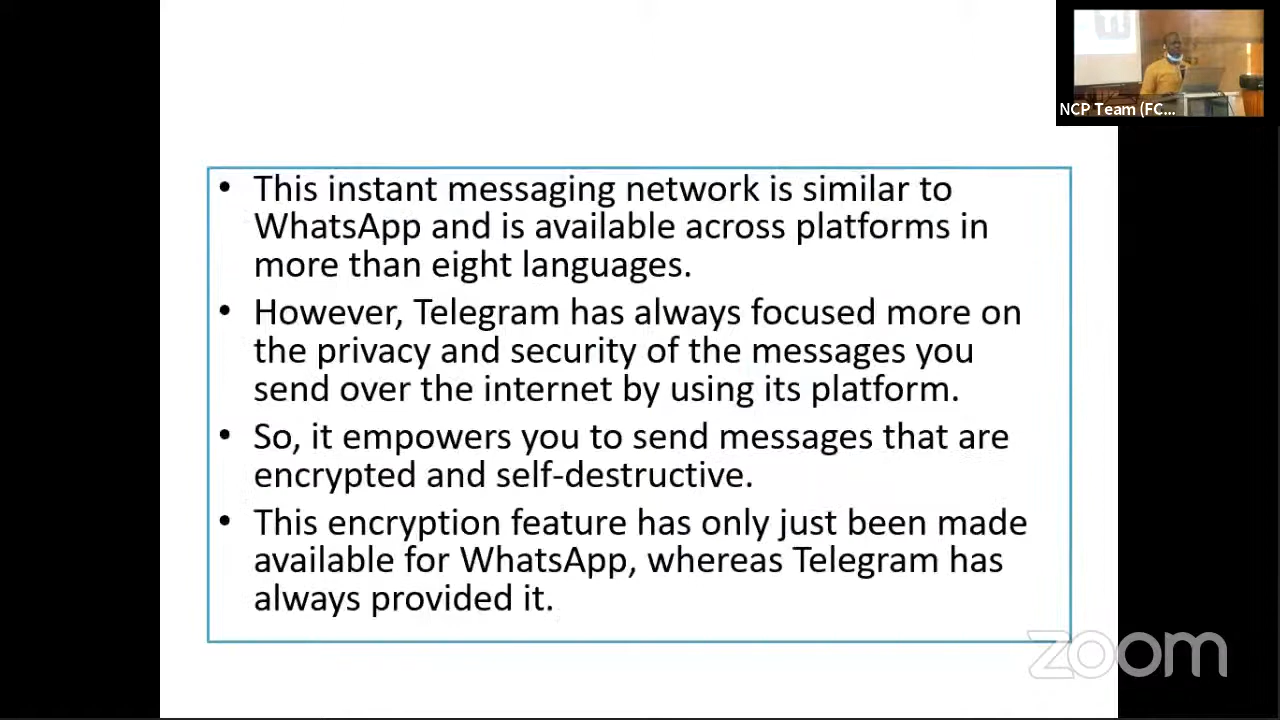 NCP Team (FC...
• This instant messaging network is similar to
WhatsApp and is available across platforms in
more than eight languages.
• However, Telegram has always focused more on
the privacy and security of the messages you
send over the internet by using its platform.
• So, it empowers you to send messages that are
encrypted and self-destructive.
• This encryption feature has only just been made
available for WhatsApp, whereas Telegram has
always provided it.
zoom